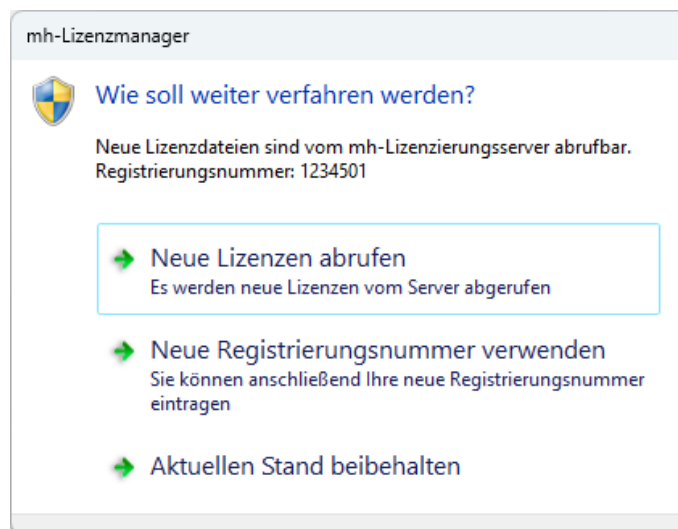 mh-Lizenzmanager
Wie soll weiter verfahren werden?
Neue Lizenzdateien sind vom mh-Lizenzierungsserver abrufbar.
Registrierungsnummer: 1234501
Neue Lizenzen abrufen
Es werden neue Lizenzen vom Server abgerufen
Neue Registrierungsnummer verwenden
Sie können anschließend Ihre neue Registrierungsnummer
eintragen
Aktuellen Stand beibehalten